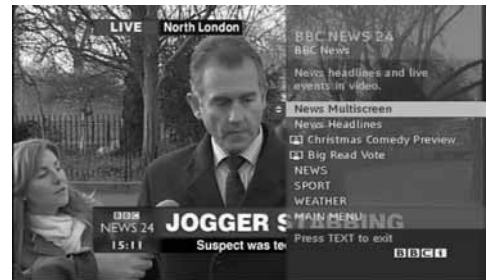 LIVE North London
BBC NEWS 24
BBC News
News headlines and live
events in video.
News Multiscreen
News Headlines
Christmas Comedy Preview...
Big Read Vote
NEWS
SPORT
WEATHER
MAIN MENU
Press TEXT to exit
BBCi
BBC
NEWS 24
15:11
JOGGER STABBING
Suspect was